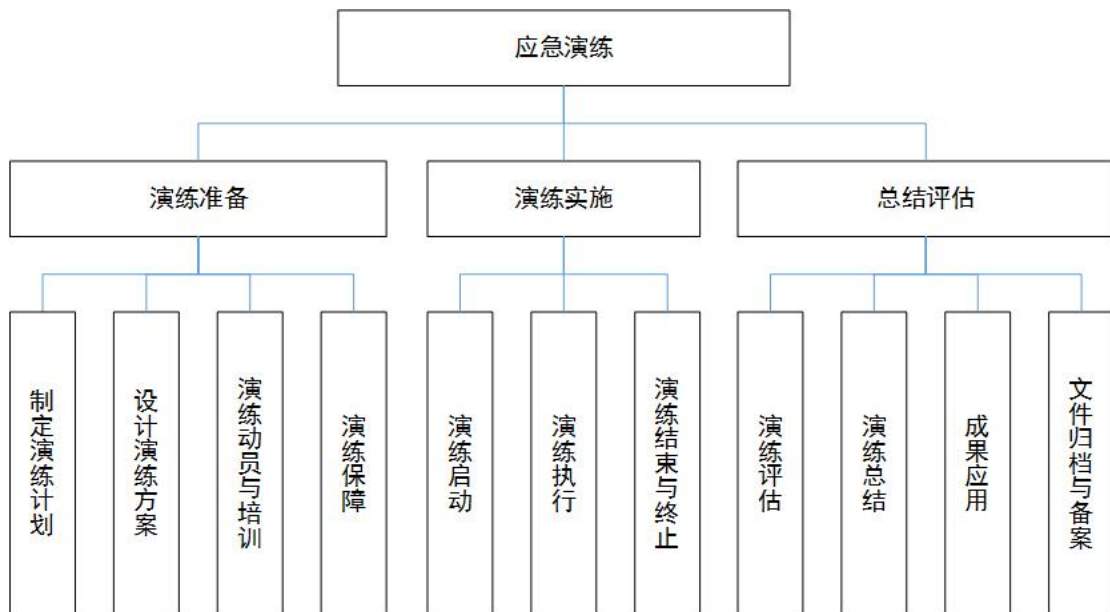 应急演练
演练准备
演练实施
总结评估
制定演练计划
设计演练方案
演练动员与培训
演练保障
演练启动
演练执行
演练结束与终止
演练评估
演练总结
成果应用
文件归档与备案